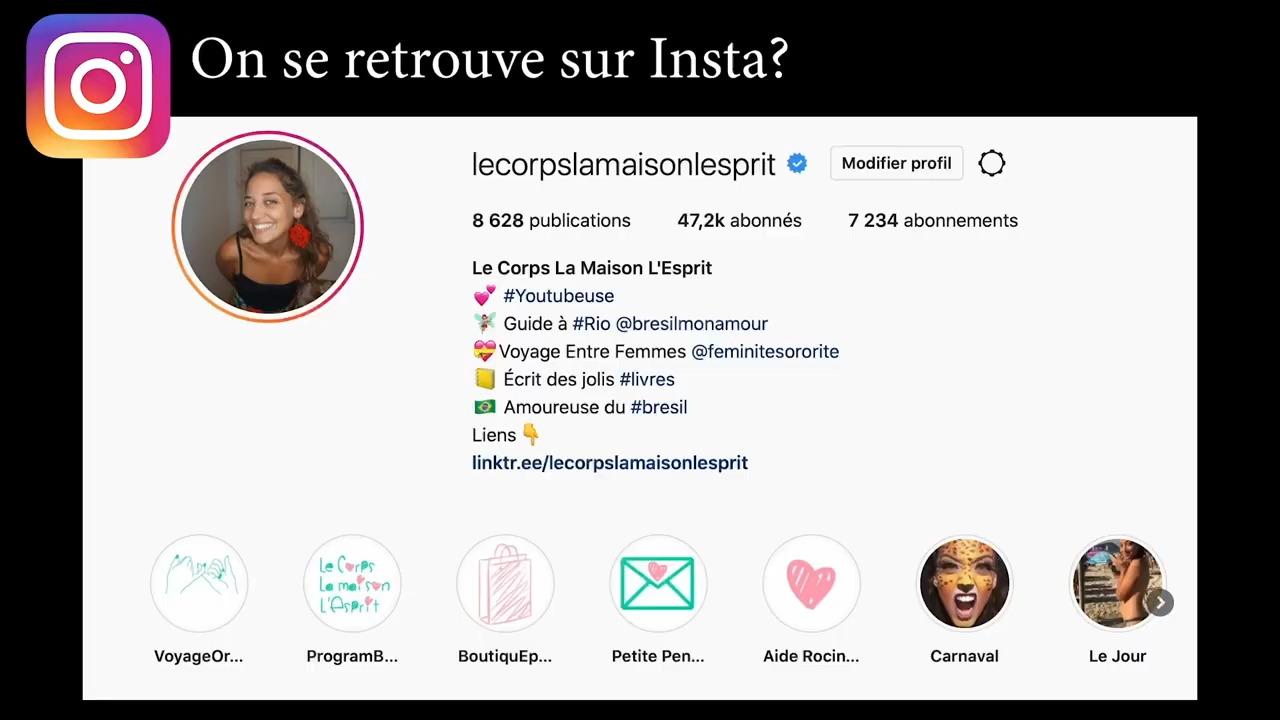 On se retrouve sur Insta?
lecorpslamaisonlesprit
Modifier profil
8 628 publications
47,2k abonnés
7 234 abonnements
Le Corps La Maison L'Esprit
#Youtubeuse
Guide à #Rio @bresilmonamour
Voyage Entre Femmes @feminitesororite
Écrit des jolis #livres
Amoureuse du #bresil
Liens
linktr.ee/lecorpslamaisonlesprit
Le Corps
La maison
L'Esprit
VoyageOr...
ProgramB...
BoutiquEp...
Petite Pen...
Aide Rocin...
Carnaval
Le Jour